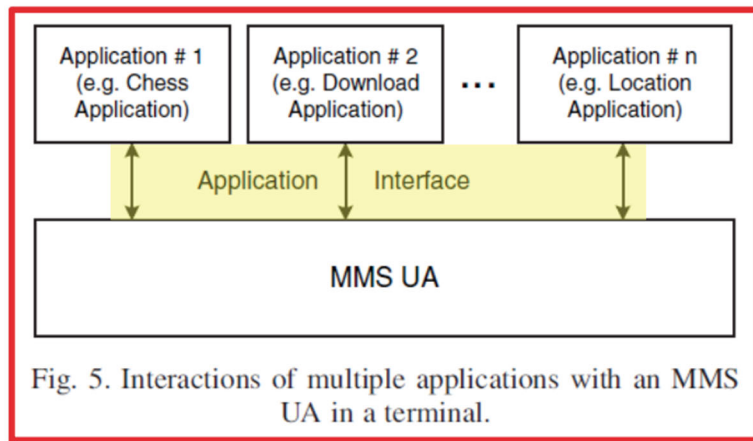 Application # 1
(e.g. Chess
Application)
Application # 2
(e.g. Download
Application)
...
Application # n
(e.g. Location
Application)
Application Interface
MMS UA
Fig. 5. Interactions of multiple applications with an MMS
UA in a terminal.